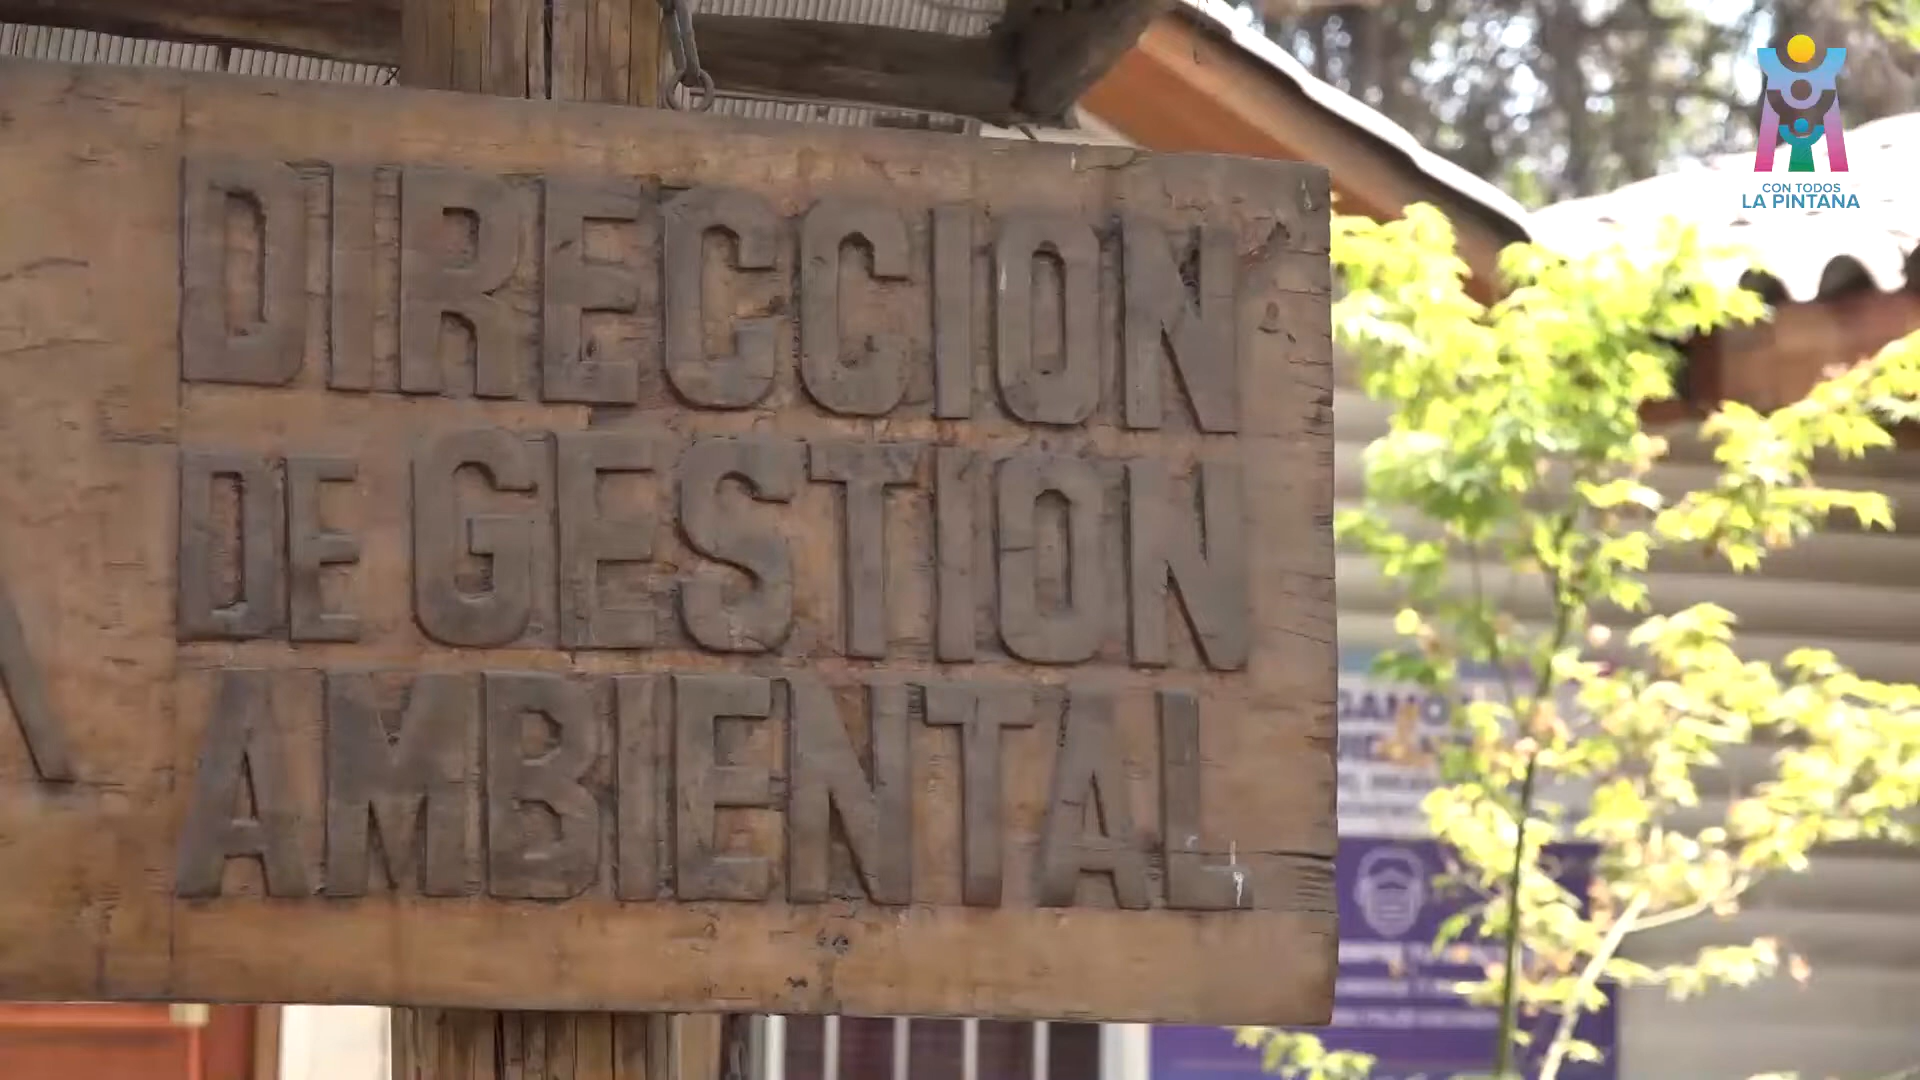 DIRECCION
DE GESTION
AMBIENTAL
CON TODOS
LA PINTANA